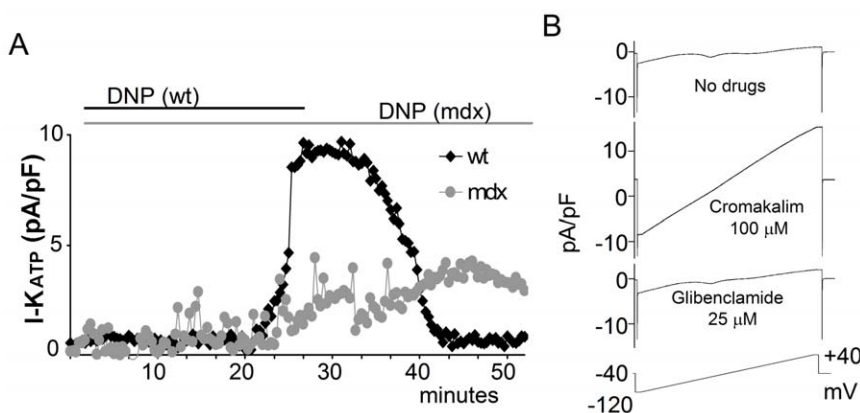 A
DNP (wt)
DNP (mdx)
I-KATP (pA/pF)
10
5
0
wt
mdx
10 20 30 40 50
minutes
B
pA/pF
0
-10
No drugs
10
0
-10
Cromakalim
100 μM
0
-10
Glibenclamide
25 μM
-40
-120
+40
mV